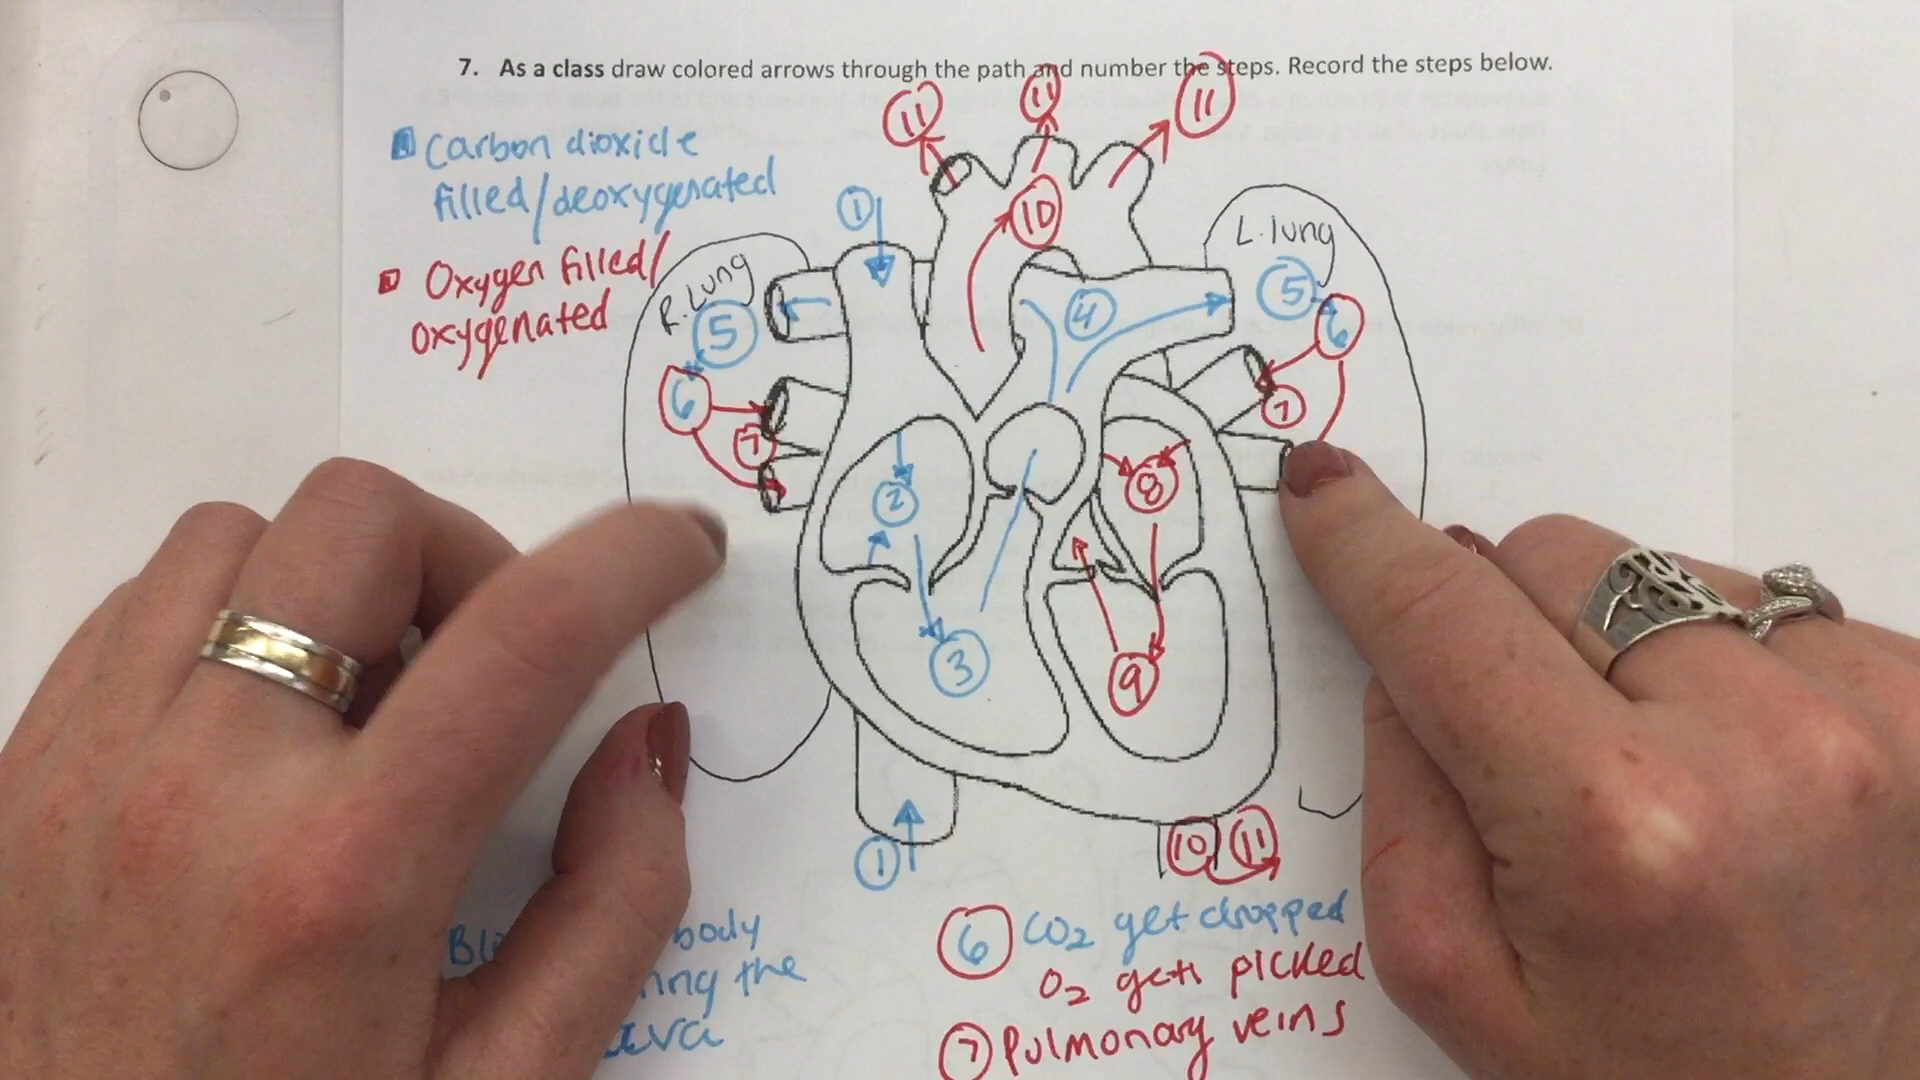 7. As a class draw colored arrows through the path and number the steps. Record the steps below.
Carbon dioxide
filled/deoxygenated
Oxygen filled/
oxygenated
11
11
11
1
10
R. Lung
L. lung
5
4
5
6
6
7
7
2
8
3
9
1
10
11
body
the
6 CO2 get dropped
O2 gets picked
7 Pulmonary veins